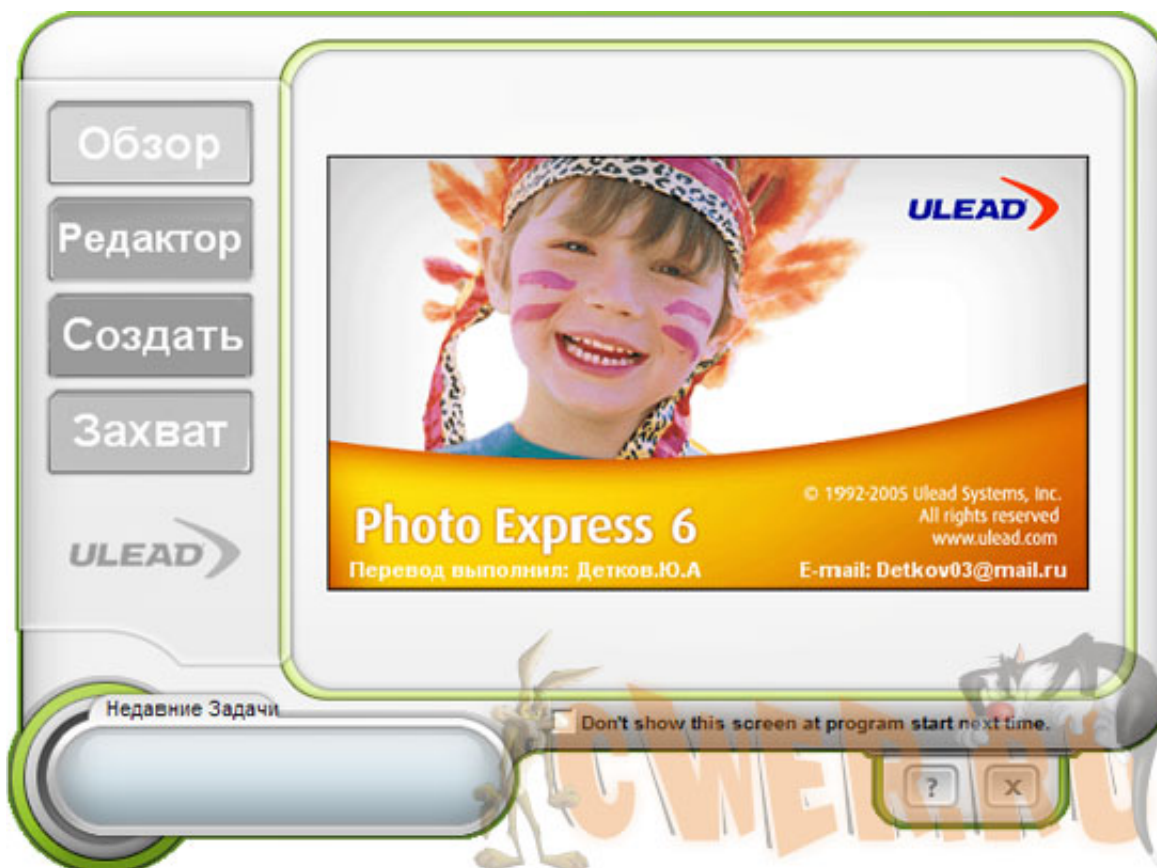 Обзор
Редактор
Создать
Захват
ULEAD
ULEAD
Photo Express 6
© 1992-2005 Ulead Systems, Inc.
All rights reserved
www.ulead.com
Перевод выполнил: Детков.Ю.А
E-mail: Detkov03@mail.ru
Недавние Задачи
Don't show this screen at program start next time.
? X
CWER.RU